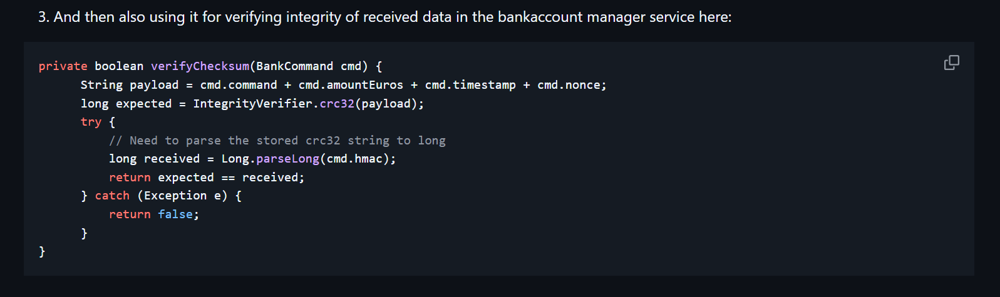 3. And then also using it for verifying integrity of received data in the bankaccount manager service here:
private boolean verifyChecksum(BankCommand cmd) {
String payload = cmd.command + cmd.amountEuros + cmd.timestamp + cmd.nonce;
long expected = IntegrityVerifier.crc32(payload);
try {
// Need to parse the stored crc32 string to long
long received = Long.parseLong(cmd.hmac);
return expected == received;
} catch (Exception e) {
return false;
}
}